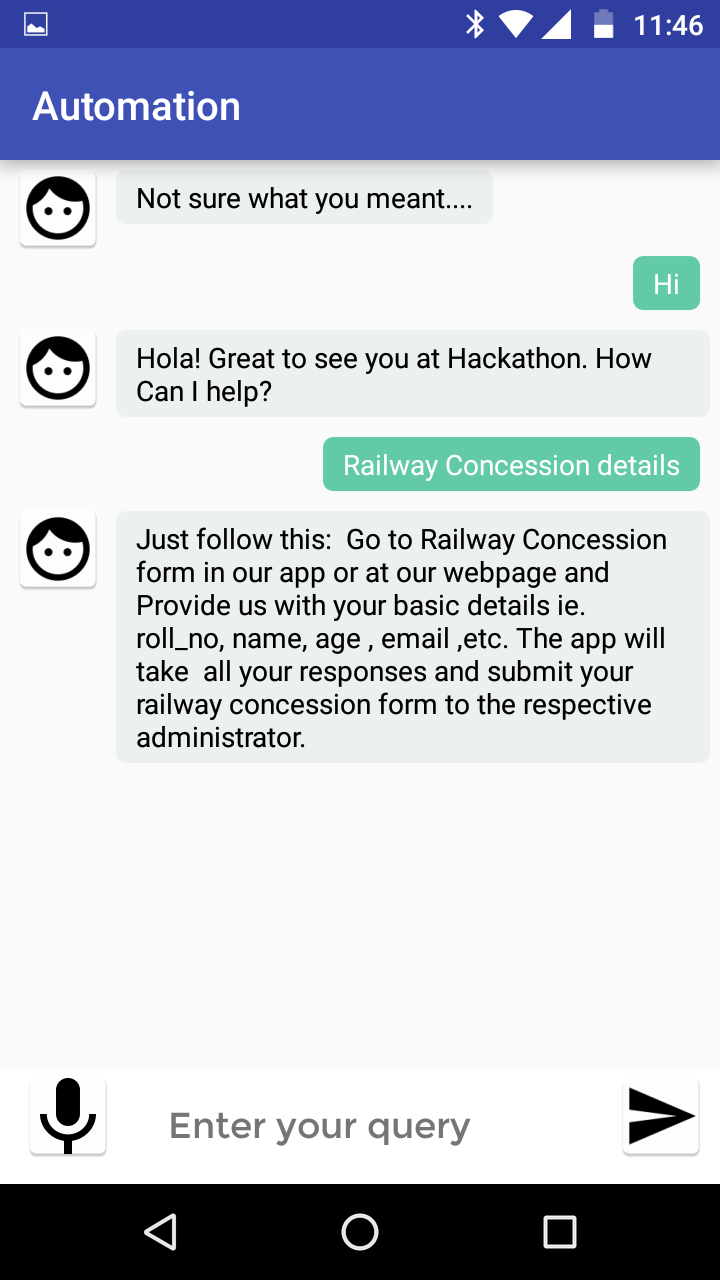 11:46
Automation
Not sure what you meant....
Hi
Hola! Great to see you at Hackathon. How
Can I help?
Railway Concession details
Just follow this:  Go to Railway Concession
form in our app or at our webpage and
Provide us with your basic details ie.
roll_no, name, age , email ,etc. The app will
take  all your responses and submit your
railway concession form to the respective
administrator.
Enter your query